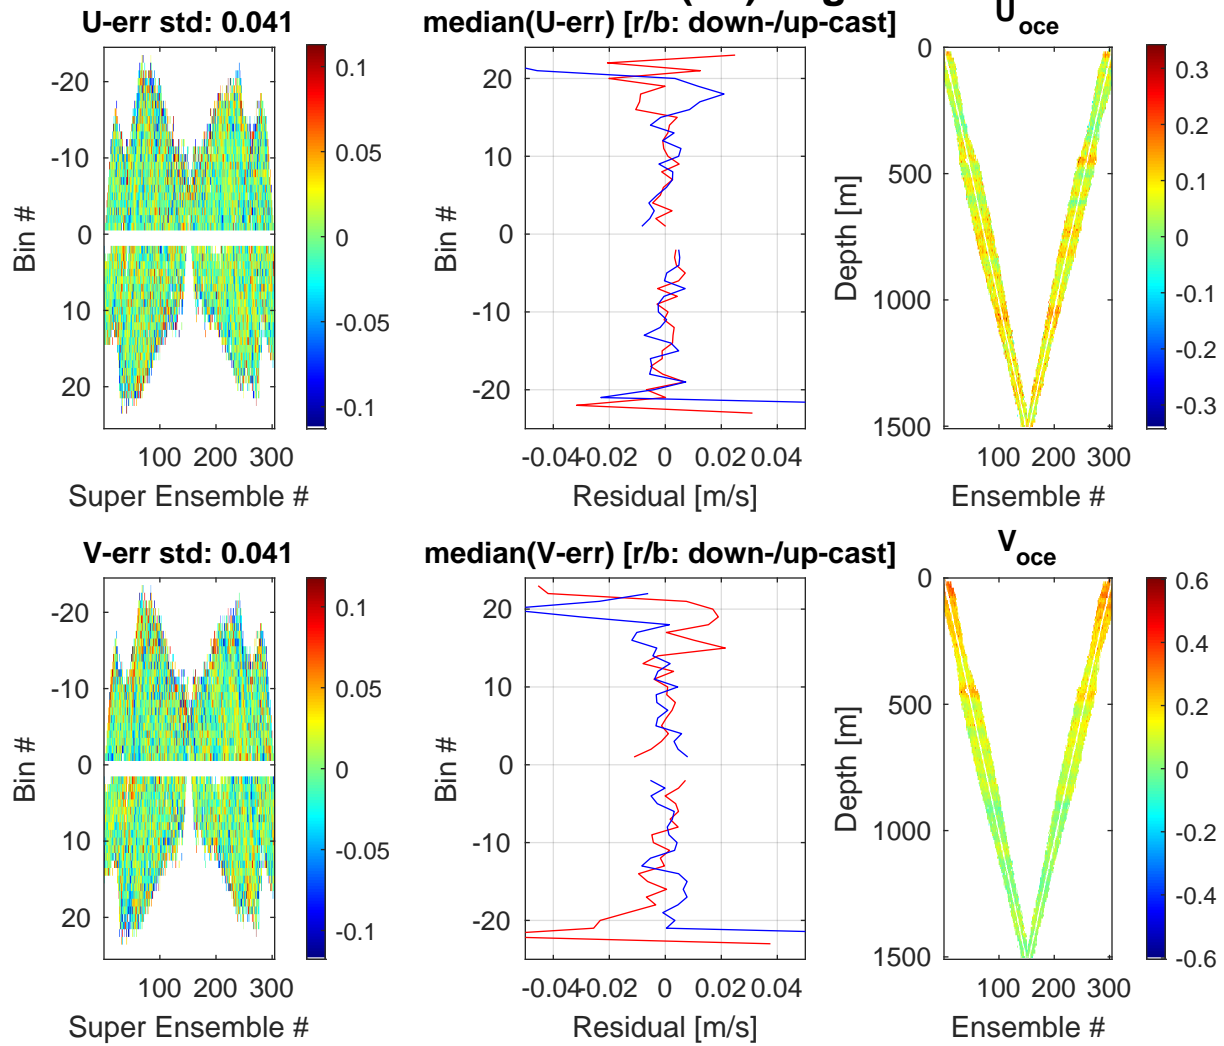 U-err std: 0.041
median(U-err) [r/b: down-/up-cast]
U oce
-20
-10
0
10
20
Bin #
100 200 300
Super Ensemble #
0.1
0.05
0
-0.05
-0.1
20
10
0
-10
-20
Bin #
-0.04 -0.02 0 0.02 0.04
Residual [m/s]
0
500
1000
1500
Depth [m]
100 200 300
Ensemble #
0.3
0.2
0.1
0
-0.1
-0.2
-0.3
V-err std: 0.041
median(V-err) [r/b: down-/up-cast]
V oce
-20
-10
0
10
20
Bin #
100 200 300
Super Ensemble #
0.1
0.05
0
-0.05
-0.1
20
10
0
-10
-20
Bin #
-0.04 -0.02 0 0.02 0.04
Residual [m/s]
0
500
1000
1500
Depth [m]
100 200 300
Ensemble #
0.6
0.4
0.2
0
-0.2
-0.4
-0.6